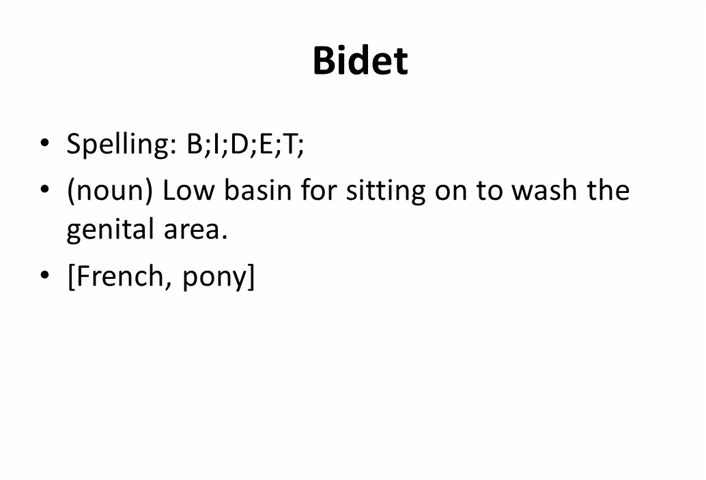 Bidet
• Spelling: B;I;D;E;T;
• (noun) Low basin for sitting on to wash the
genital area.
• [French, pony]